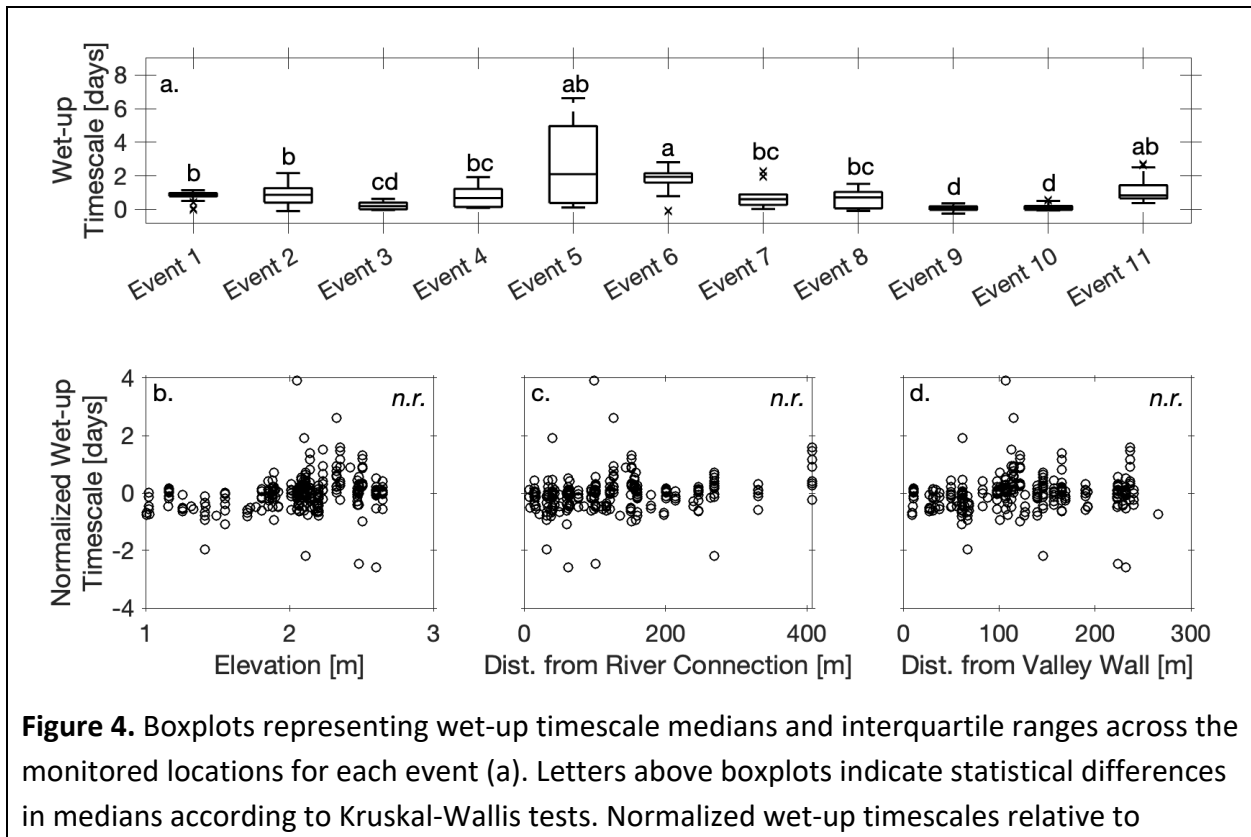 Wet-up
Timescale [days]
8
6
4
2
0
a.
b
b
cd
bc
ab
a
bc
bc
d
d
ab
Event 1
Event 2
Event 3
Event 4
Event 5
Event 6
Event 7
Event 8
Event 9
Event 10
Event 11
Normalized Wet-up
Timescale [days]
4
2
0
-2
-4
b.
n.r.
1
2
3
Elevation [m]
c.
n.r.
0
200
400
Dist. from River Connection [m]
d.
n.r.
0
100
200
300
Dist. from Valley Wall [m]
Figure 4. Boxplots representing wet-up timescale medians and interquartile ranges across the
monitored locations for each event (a). Letters above boxplots indicate statistical differences
in medians according to Kruskal-Wallis tests. Normalized wet-up timescales relative to